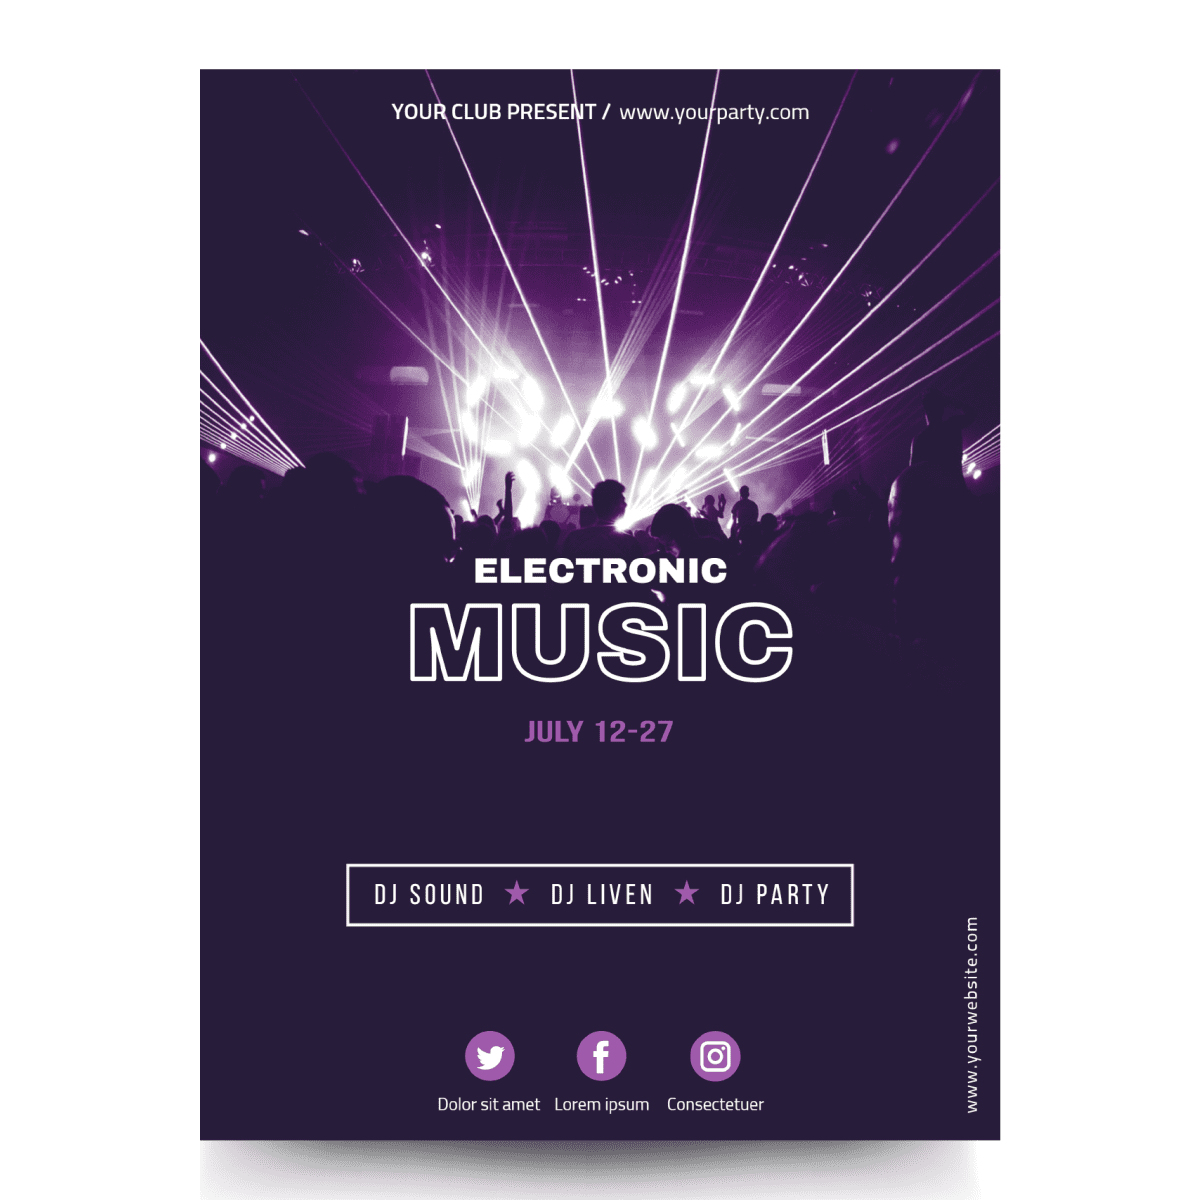 YOUR CLUB PRESENT / www.yourparty.com
ELECTRONIC
MUSIC
JULY 12-27
DJ SOUND ★ DJ LIVEN ★ DJ PARTY
www.yourwebsite.com
Dolor sit amet Lorem ipsum Consectetuer